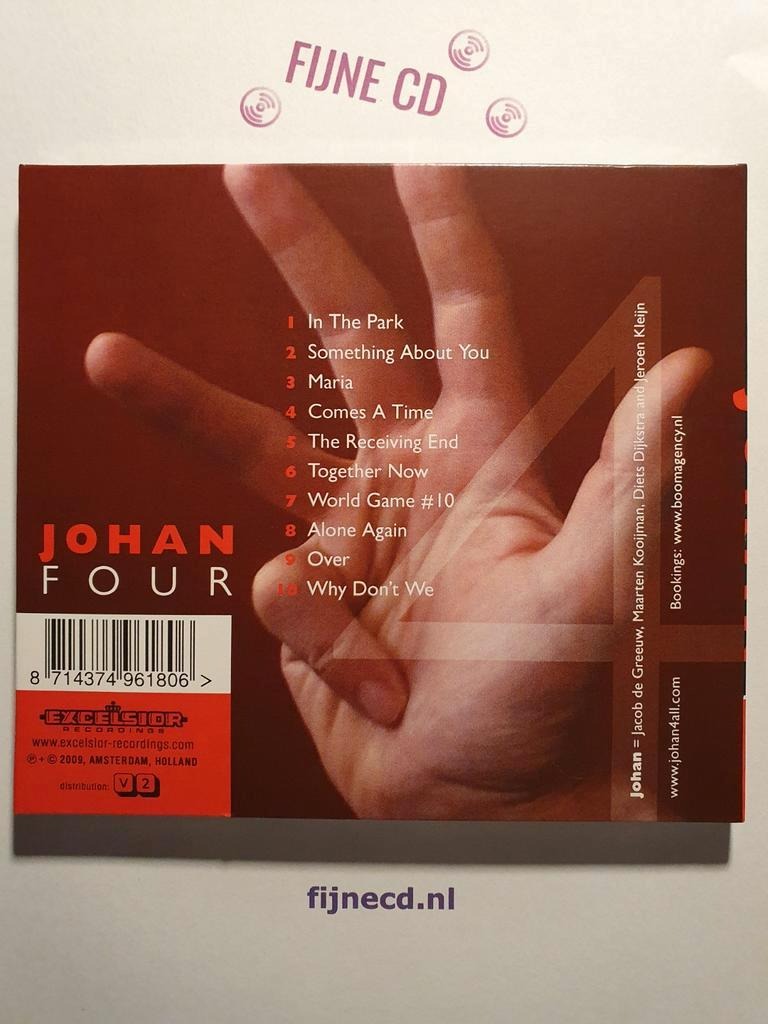 FIJNE CD
1 In The Park
2 Something About You
3 Maria
4 Comes A Time
5 The Receiving End
6 Together Now
7 World Game #10
8 Alone Again
9 Over
10 Why Don't We
JOHAN
FOUR
4
8 714374 961806 >
EXCELSIOR
RECORDINGS
www.excelsior-recordings.com
℗ + © 2009, AMSTERDAM, HOLLAND
distribution: V2
Johan = Jacob de Greeuw, Maarten Kooijman, Diets Dijkstra and Jeroen Kleijn
www.johan4all.com Bookings: www.boomagency.nl
fijnecd.nl